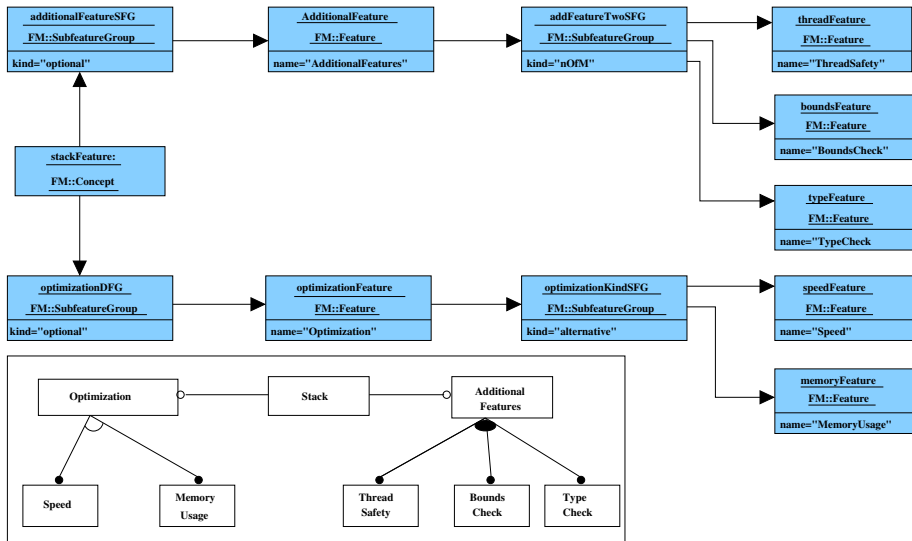 additionalFeatureSFG
FM::SubfeatureGroup
kind="optional"
AdditionalFeature
FM::Feature
name="AdditionalFeatures"
addFeatureTwoSFG
FM::SubfeatureGroup
kind="nOfM"
threadFeature
FM::Feature
name="ThreadSafety"
boundsFeature
FM::Feature
name="BoundsCheck"
stackFeature:
FM::Concept
typeFeature
FM::Feature
name="TypeCheck
optimizationDFG
FM::SubfeatureGroup
kind="optional"
optimizationFeature
FM::Feature
name="Optimization"
optimizationKindSFG
FM::SubfeatureGroup
kind="alternative"
speedFeature
FM::Feature
name="Speed"
memoryFeature
FM::Feature
name="MemoryUsage"
Optimization
Stack
Additional
Features
Speed
Memory
Usage
Thread
Safety
Bounds
Check
Type
Check